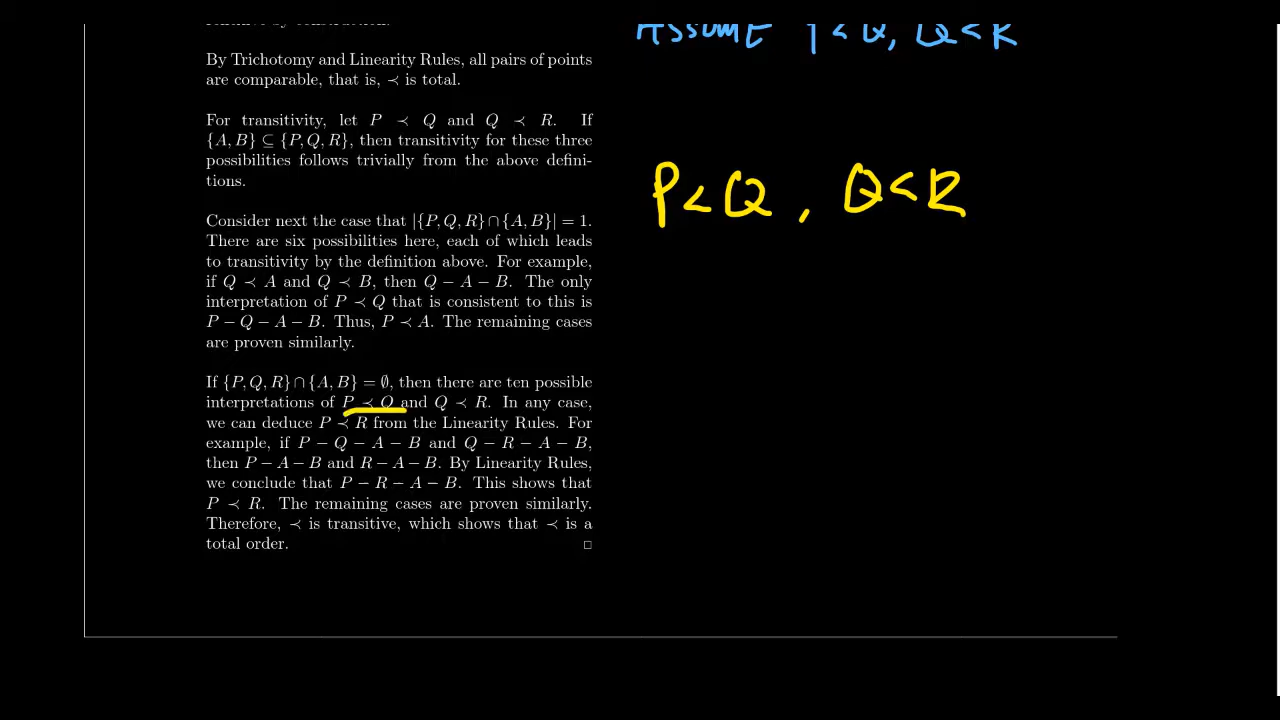 ASSUME P < Q, Q < R
By Trichotomy and Linearity Rules, all pairs of points
are comparable, that is, ≺ is total.
For transitivity, let P ≺ Q and Q ≺ R. If
{A, B} ⊆ {P, Q, R}, then transitivity for these three
possibilities follows trivially from the above defini-
tions.
Consider next the case that |{P, Q, R} ∩ {A, B}| = 1.
There are six possibilities here, each of which leads
to transitivity by the definition above. For example,
if Q ≺ A and Q ≺ B, then Q − A − B. The only
interpretation of P ≺ Q that is consistent to this is
P − Q − A − B. Thus, P ≺ A. The remaining cases
are proven similarly.
If {P, Q, R} ∩ {A, B} = ∅, then there are ten possible
interpretations of P ≺ Q and Q ≺ R. In any case,
we can deduce P ≺ R from the Linearity Rules. For
example, if P − Q − A − B and Q − R − A − B,
then P − A − B and R − A − B. By Linearity Rules,
we conclude that P − R − A − B. This shows that
P ≺ R. The remaining cases are proven similarly.
Therefore, ≺ is transitive, which shows that ≺ is a
total order. □
P < Q , Q < R